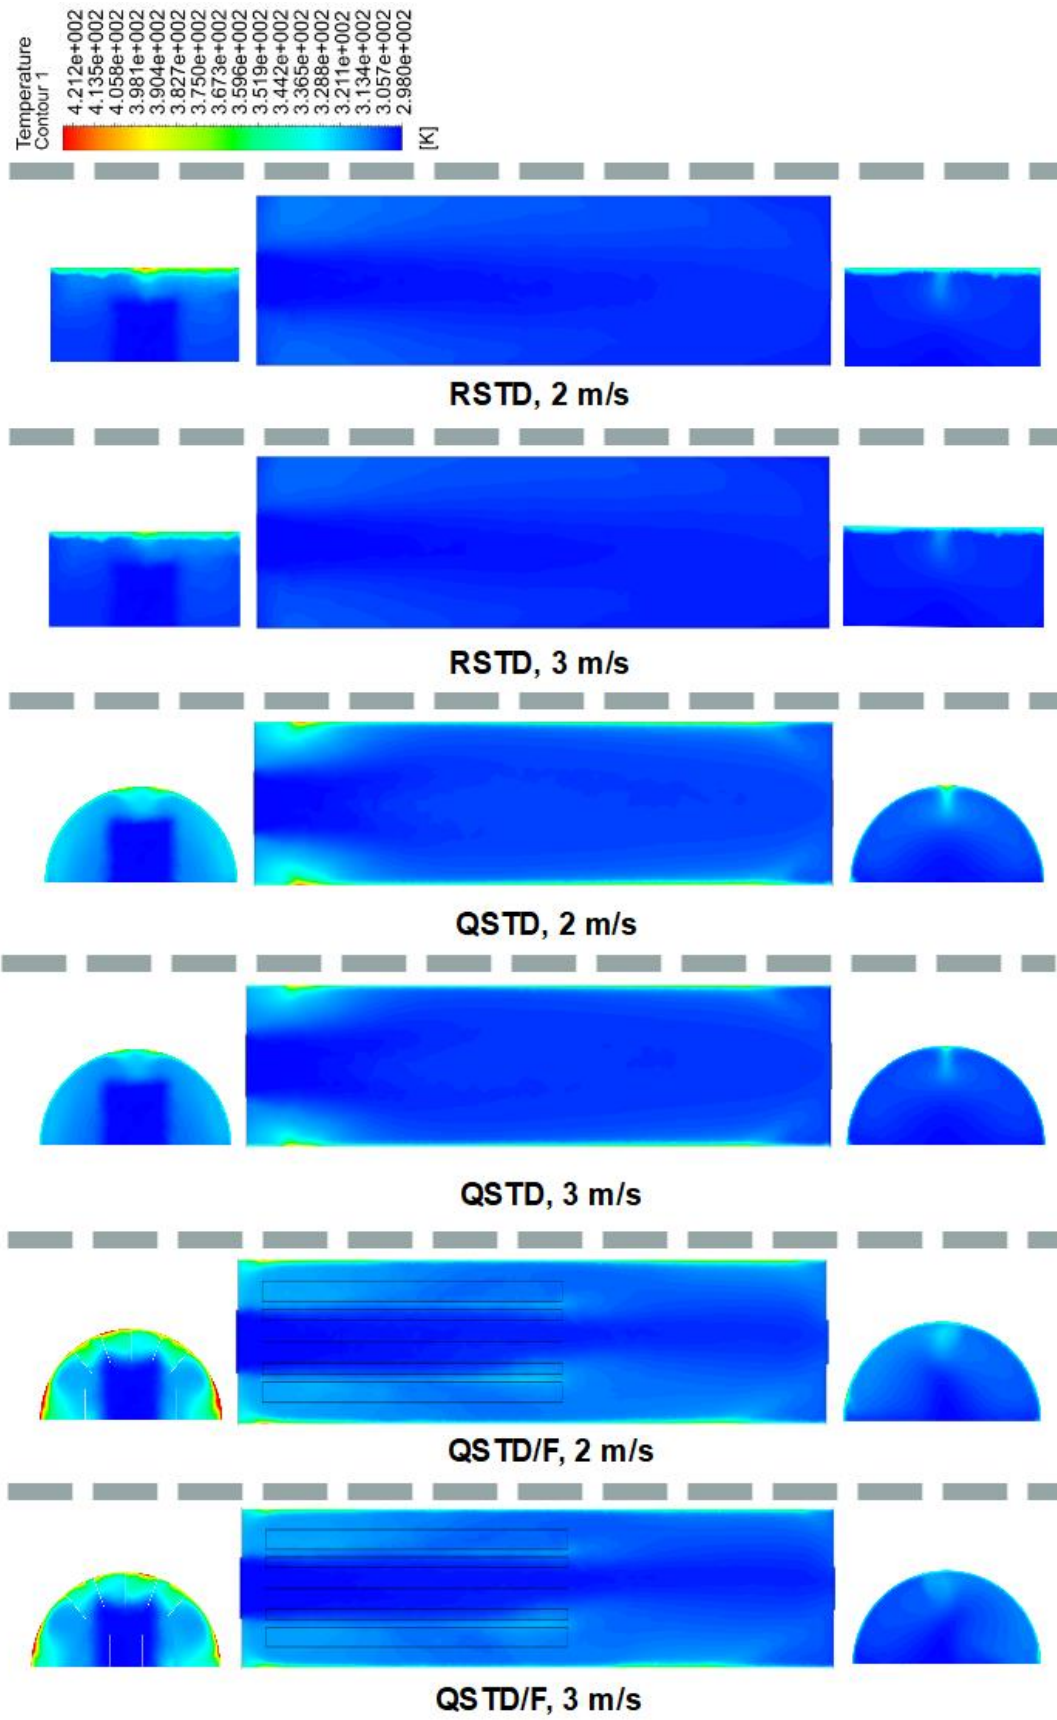 Temperature
Contour 1
4.212e+002
4.135e+002
4.058e+002
3.981e+002
3.904e+002
3.827e+002
3.750e+002
3.673e+002
3.596e+002
3.519e+002
3.442e+002
3.365e+002
3.288e+002
3.211e+002
3.134e+002
3.057e+002
2.980e+002
[K]
RSTD, 2 m/s
RSTD, 3 m/s
QSTD, 2 m/s
QSTD, 3 m/s
QSTD/F, 2 m/s
QSTD/F, 3 m/s